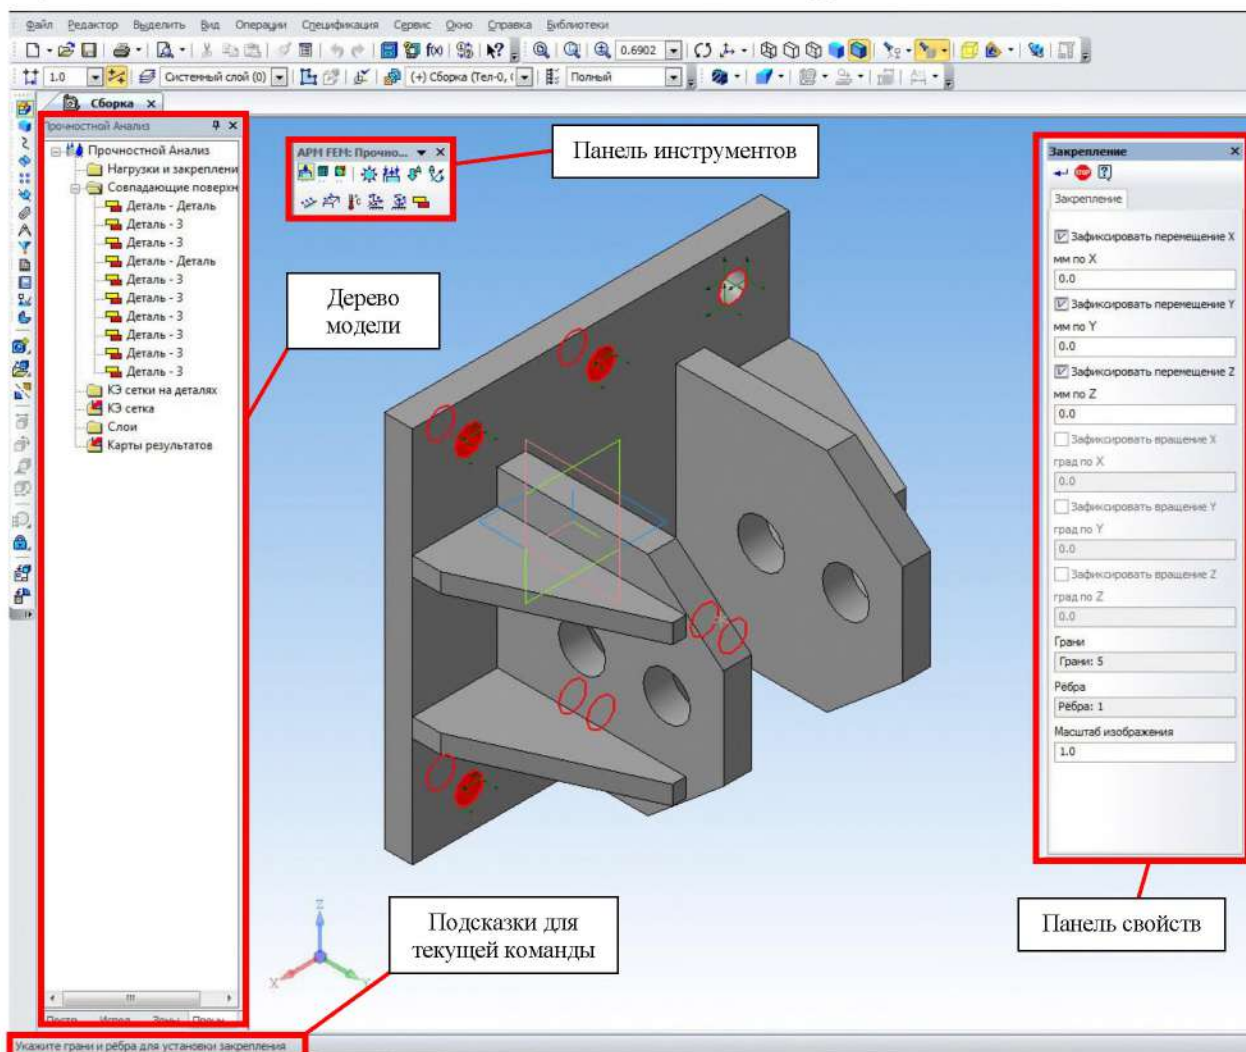 Файл Редактор Выделить Вид Операции Спецификация Сервис Окно Справка Библиотеки
f(x) 0.6902
1.0 Системный слой (0) (+) Сборка (Тел-0, ( Полный
Сборка
Прочностной Анализ
Прочностной Анализ
Нагрузки и закреплени
Совпадающие поверхн
Деталь - Деталь
Деталь - 3
Деталь - 3
Деталь - Деталь
Деталь - 3
Деталь - 3
Деталь - 3
Деталь - 3
Деталь - 3
Деталь - 3
КЭ сетки на деталях
КЭ сетка
Слои
Карты результатов
APM FEM: Прочно...
Панель инструментов
Дерево
модели
Закрепление
STOP
Закрепление
Зафиксировать перемещение X
мм по X
0.0
Зафиксировать перемещение Y
мм по Y
0.0
Зафиксировать перемещение Z
мм по Z
0.0
Зафиксировать вращение X
град по X
0.0
Зафиксировать вращение Y
град по Y
0.0
Зафиксировать вращение Z
град по Z
0.0
Грани
Грани: 5
Рёбра
Рёбра: 1
Масштаб изображения
1.0
Панель свойств
Подсказки для
текущей команды
Z
X
Y
Укажите грани и рёбра для установки закрепления